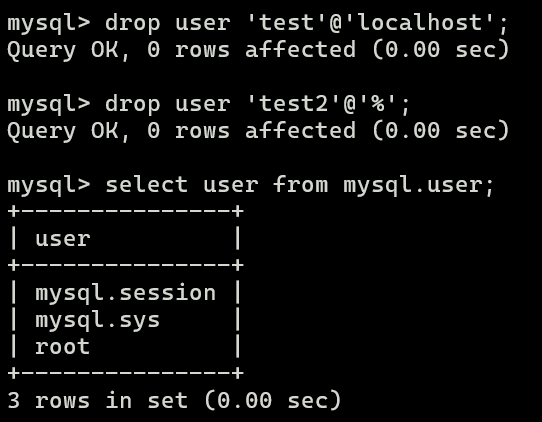 mysql> drop user 'test'@'localhost';
Query OK, 0 rows affected (0.00 sec)
mysql> drop user 'test2'@'%';
Query OK, 0 rows affected (0.00 sec)
mysql> select user from mysql.user;
+---------------+
| user          |
+---------------+
| mysql.session |
| mysql.sys     |
| root          |
+---------------+
3 rows in set (0.00 sec)